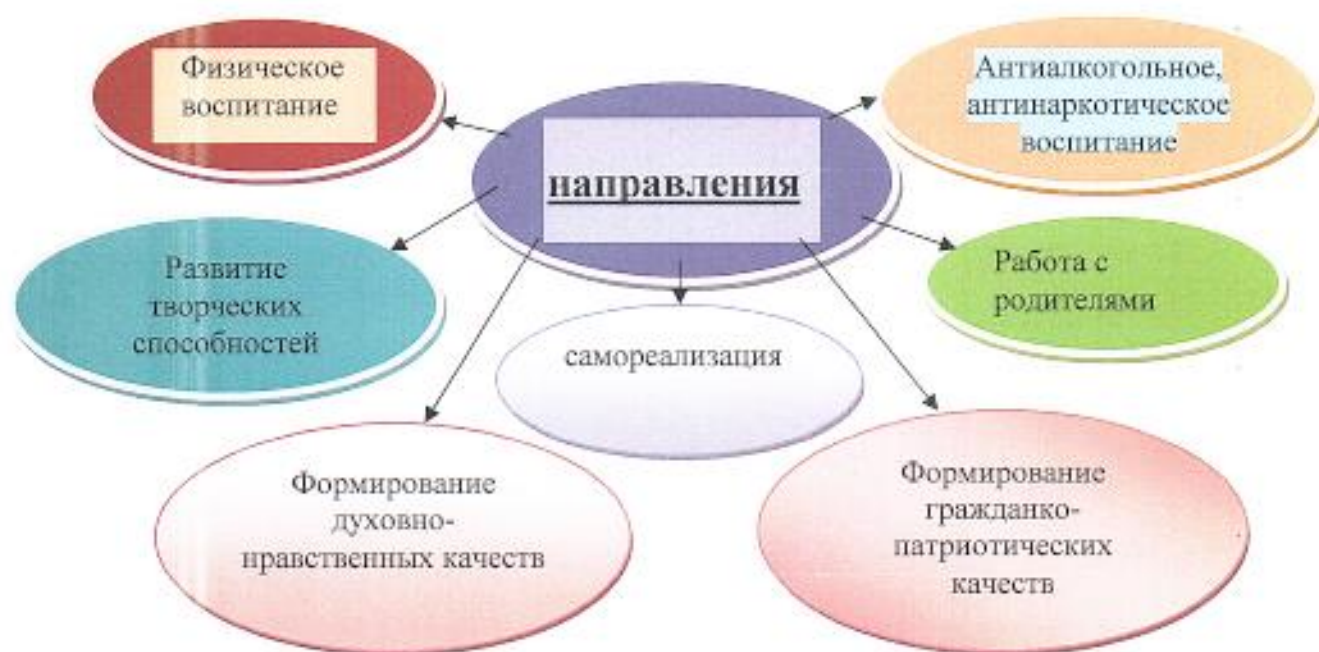 Физическое
воспитание
Антиалкогольное,
антинаркотическое
воспитание
направления
Развитие
творческих
способностей
Работа с
родителями
самореализация
Формирование
духовно-
нравственных качеств
Формирование
гражданко-
патриотических
качеств